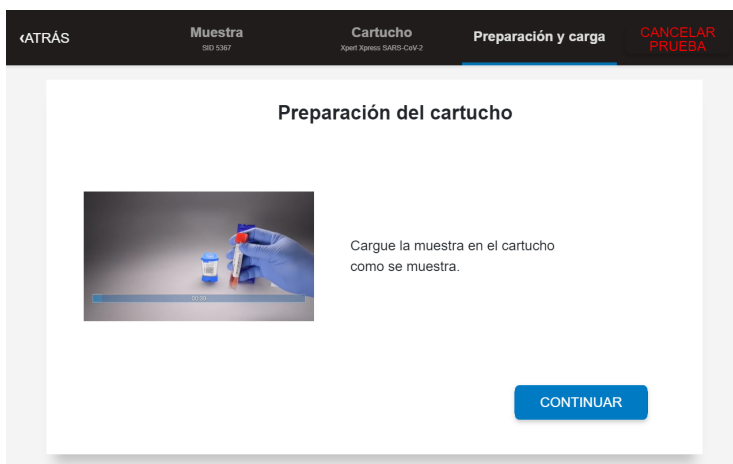 ‹ATRÁS
Muestra
SID 5367
Cartucho
Xpert Xpress SARS-CoV-2
Preparación y carga
CANCELAR
PRUEBA
Preparación del cartucho
Cargue la muestra en el cartucho
como se muestra.
00:09
CONTINUAR